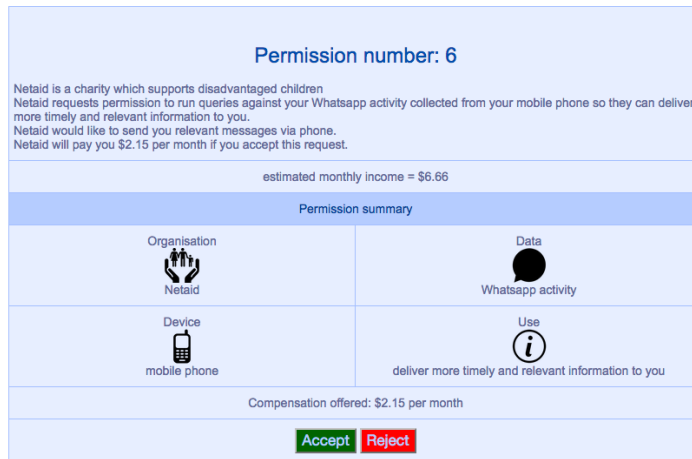 Permission number: 6
Netaid is a charity which supports disadvantaged children
Netaid requests permission to run queries against your Whatsapp activity collected from your mobile phone so they can deliver
more timely and relevant information to you.
Netaid would like to send you relevant messages via phone.
Netaid will pay you $2.15 per month if you accept this request.
estimated monthly income = $6.66
Permission summary
Organisation
Netaid
Data
Whatsapp activity
Device
mobile phone
Use
deliver more timely and relevant information to you
Compensation offered: $2.15 per month
Accept Reject